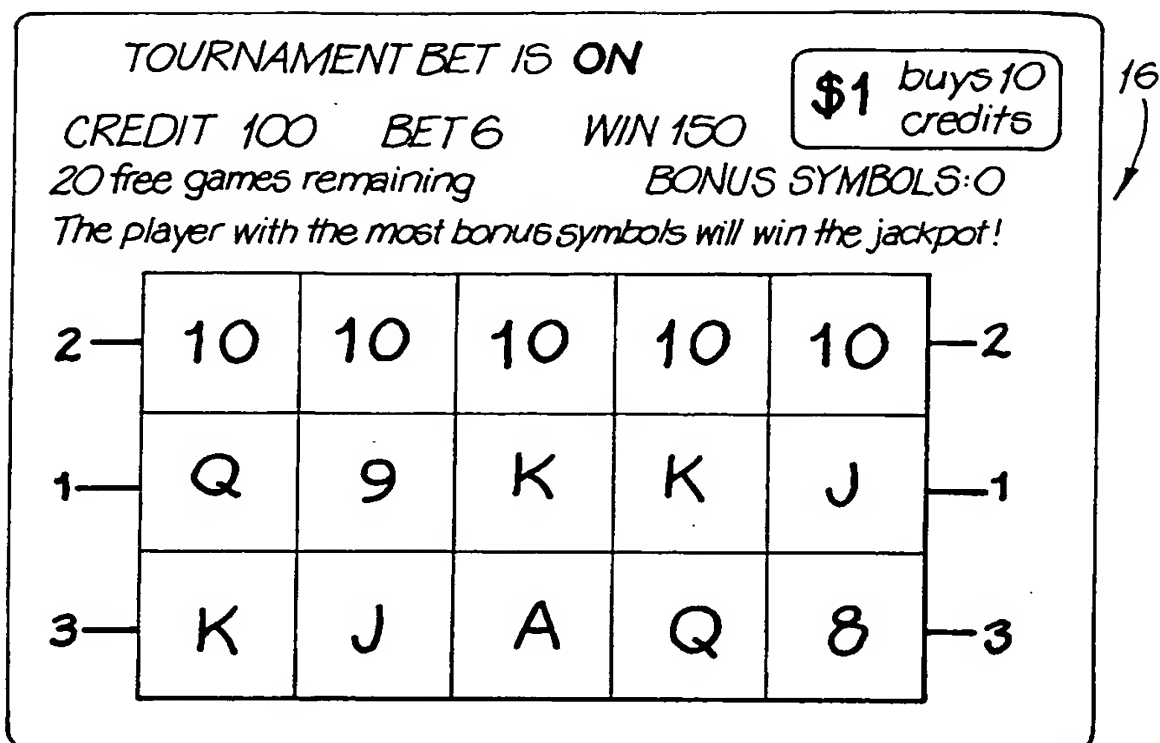 TOURNAMENT BET IS ON
$1 buys 10 credits
16
CREDIT 100 BET 6 WIN 150
20 free games remaining BONUS SYMBOLS:0
The player with the most bonus symbols will win the jackpot!
2 10 10 10 10 10 2
1 Q 9 K K J 1
3 K J A Q 8 3